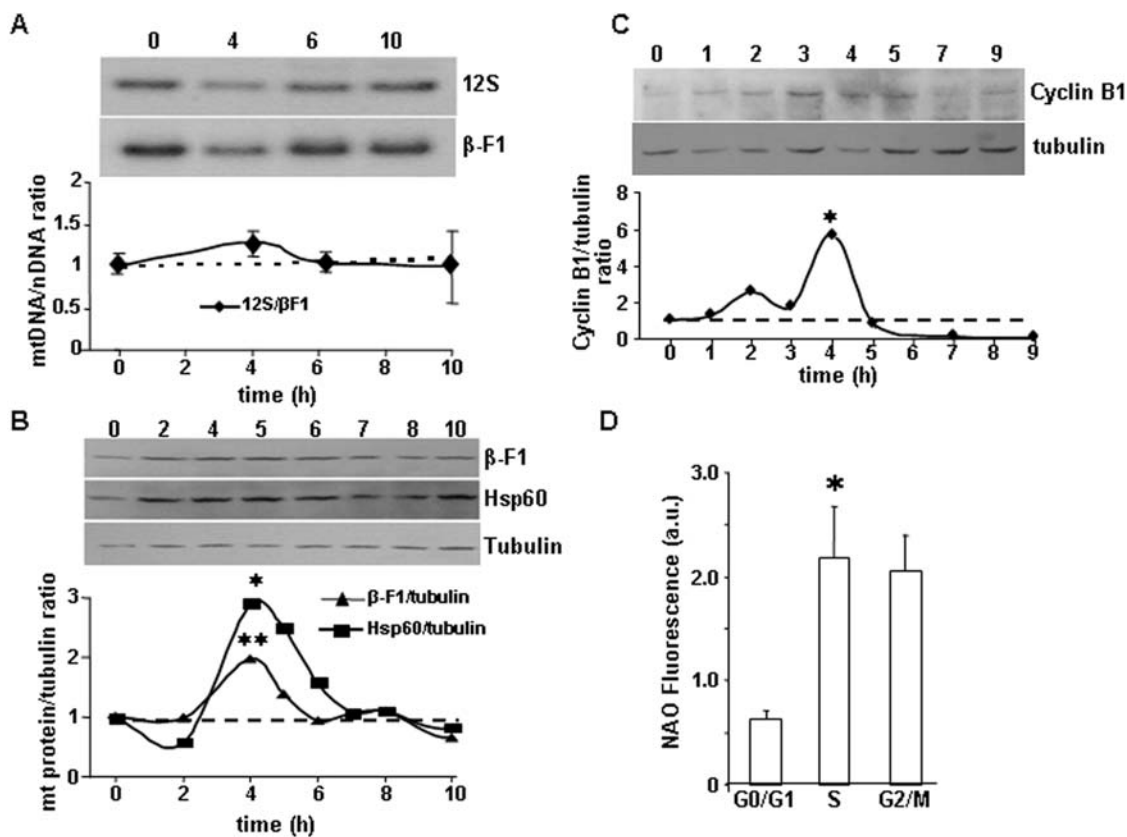 A
0 4 6 10
12S
β-F1
mtDNA/nDNA ratio
2
1.5
1
0.5
0
12S/βF1
0 2 4 6 8 10
time (h)
B
0 2 4 5 6 7 8 10
β-F1
Hsp60
Tubulin
mt protein/tubulin ratio
3
2
1
0
*
**
β-F1/tubulin
Hsp60/tubulin
0 2 4 6 8 10
time (h)
C
0 1 2 3 4 5 7 9
Cyclin B1
tubulin
Cyclin B1/tubulin
ratio
8
6
4
2
0
*
0 1 2 3 4 5 6 7 8 9
time (h)
D
NAO Fluorescence (a.u.)
3.0
2.0
1.0
0
*
G0/G1 S G2/M